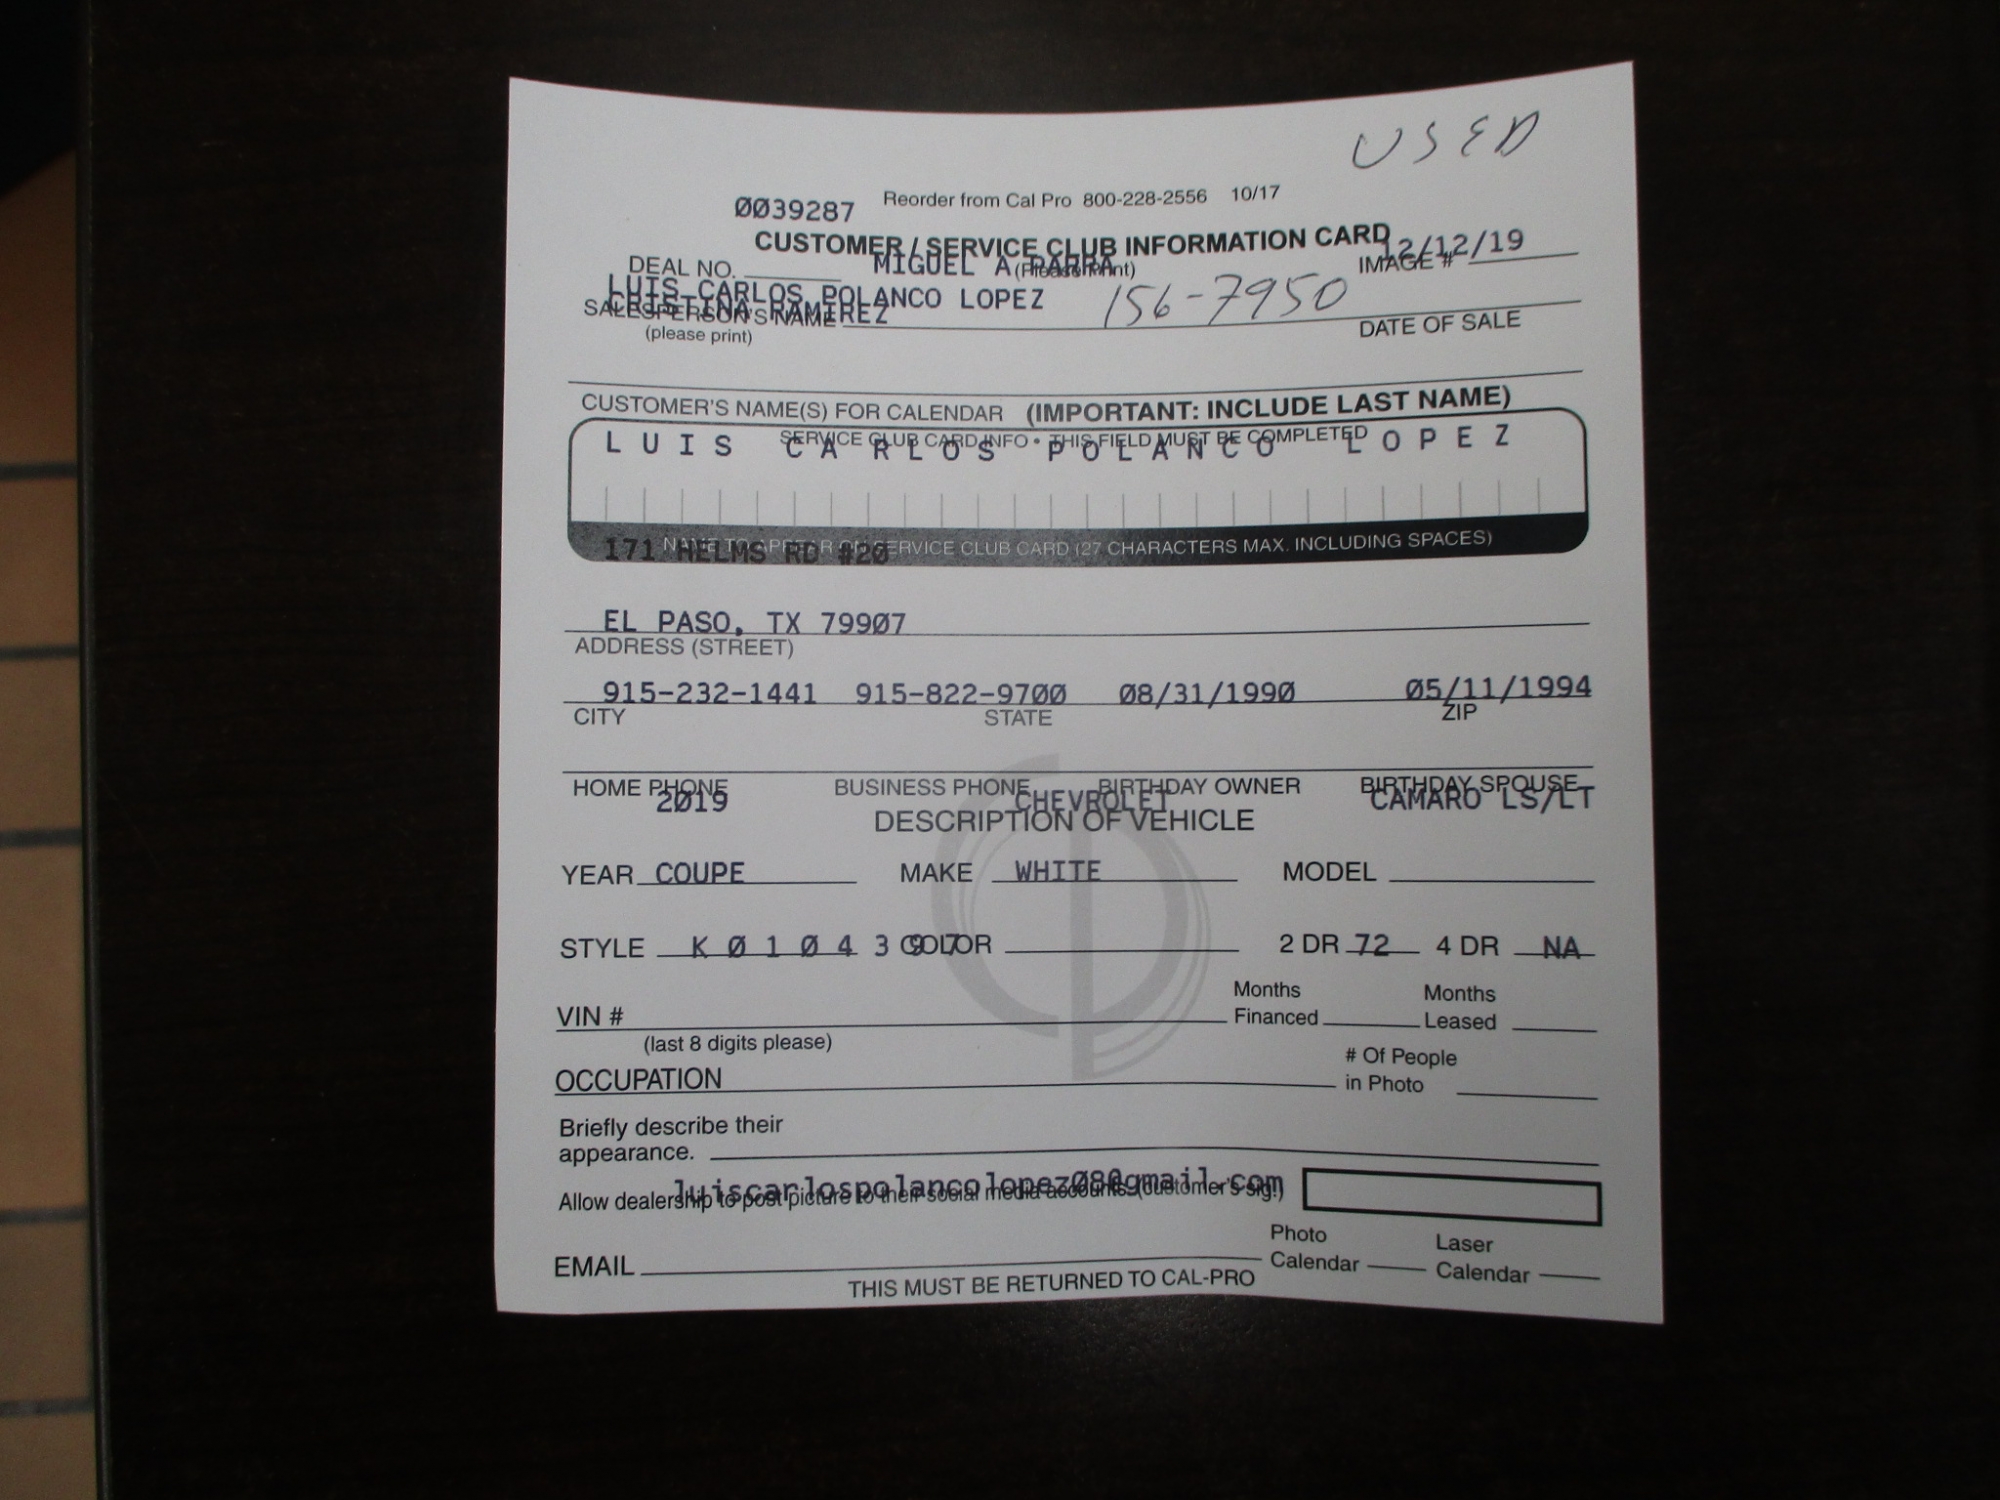 USED
0039287 Reorder from Cal Pro 800-228-2556 10/17
CUSTOMER / SERVICE CLUB INFORMATION CARD
12/12/19
DEAL NO. MIGUEL A PARRA (Please print) IMAGE #
LUIS CARLOS POLANCO LOPEZ 156-7950
CRISTINA RAMIREZ
SALESPERSON'S NAME DATE OF SALE
(please print)
CUSTOMER'S NAME(S) FOR CALENDAR (IMPORTANT: INCLUDE LAST NAME)
SERVICE CLUB CARD INFO • THIS FIELD MUST BE COMPLETED
LUIS CARLOS POLANCO LOPEZ
NAME TO APPEAR ON SERVICE CLUB CARD (27 CHARACTERS MAX. INCLUDING SPACES)
171 HELMS RD #20
EL PASO, TX 79907
ADDRESS (STREET)
915-232-1441 915-822-9700 08/31/1990 05/11/1994
CITY STATE ZIP
HOME PHONE BUSINESS PHONE BIRTHDAY OWNER BIRTHDAY SPOUSE
2019 CHEVROLET CAMARO LS/LT
DESCRIPTION OF VEHICLE
YEAR COUPE MAKE WHITE MODEL
STYLE K0104397 COLOR 2 DR 72 4 DR NA
VIN # Months Financed Months Leased
(last 8 digits please)
OCCUPATION # Of People in Photo
Briefly describe their
appearance.
luiscarlospolancolopez08@gmail.com
Allow dealership to post picture to their social media accounts (customer's sig.)
EMAIL Photo Calendar Laser Calendar
THIS MUST BE RETURNED TO CAL-PRO